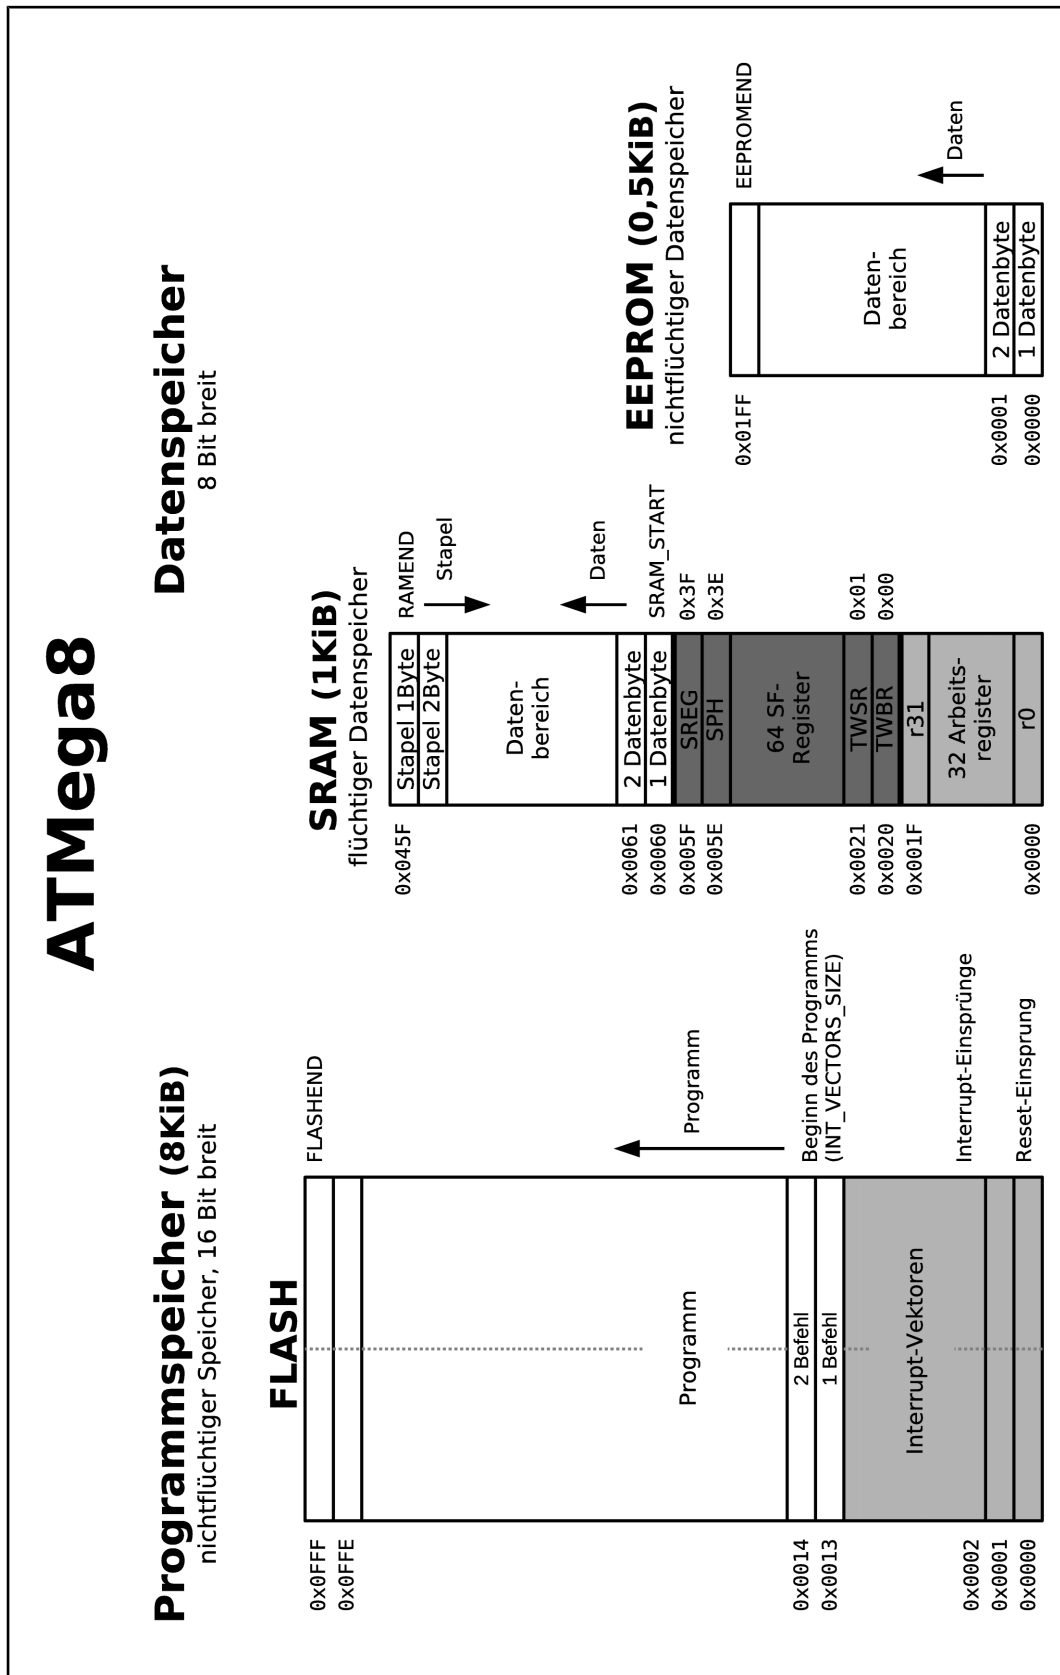 ATMega8
Programmspeicher (8KiB)
nichtflüchtiger Speicher, 16 Bit breit
Datenspeicher
8 Bit breit
FLASH
0x0FFF
FLASHEND
0x0FFE
Programm
Programm
0x0014
2 Befehl
0x0013
1 Befehl
Beginn des Programms
(INT_VECTORS_SIZE)
Interrupt-Vektoren
0x0002
Interrupt-Einsprünge
0x0001
0x0000
Reset-Einsprung
SRAM (1KiB)
flüchtiger Datenspeicher
0x045F
Stapel 1Byte
RAMEND
Stapel 2Byte
Stapel
Daten-
bereich
Daten
0x0061
2 Datenbyte
0x0060
1 Datenbyte
SRAM_START
0x005F
SREG
0x3F
0x005E
SPH
0x3E
64 SF-
Register
0x0021
TWSR
0x01
0x0020
TWBR
0x00
0x001F
r31
32 Arbeits-
register
0x0000
r0
EEPROM (0,5KiB)
nichtflüchtiger Datenspeicher
0x01FF
EEPROMEND
Daten-
bereich
Daten
0x0001
2 Datenbyte
0x0000
1 Datenbyte